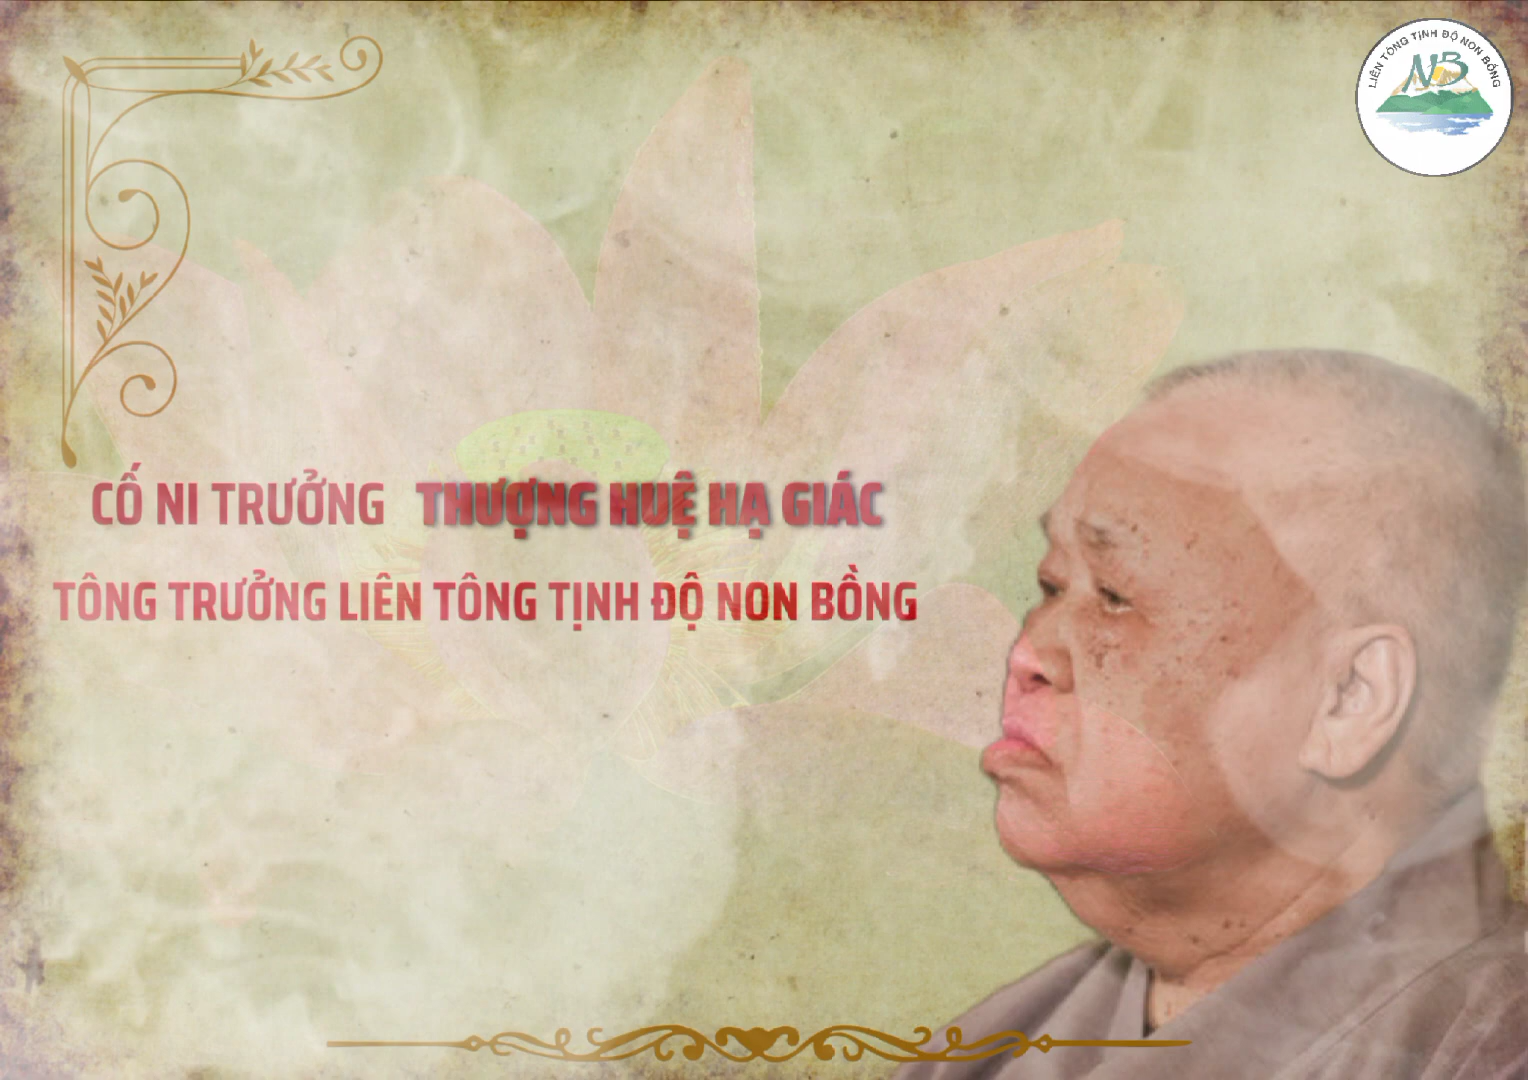 LIÊN TÔNG TỊNH ĐỘ NON BỒNG
NB
CỐ NI TRƯỞNG THƯỢNG HUỆ HẠ GIÁC
TÔNG TRƯỞNG LIÊN TÔNG TỊNH ĐỘ NON BỒNG